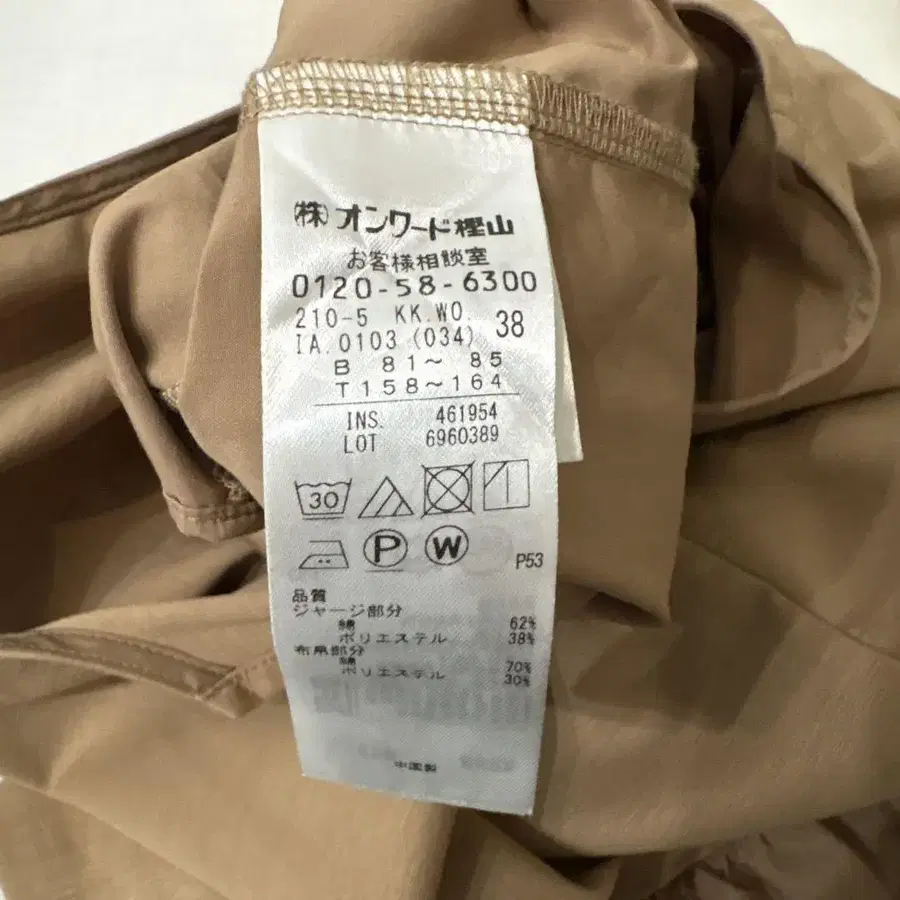 (株)オンワード樫山
お客様相談室
0120-58-6300
210-5 KK.WO. 38
IA.0103 (034)
B 81～ 85
T158～164
INS. 461954
LOT 6960389
30
P W P53
品質
ジャージ部分
綿 62%
ポリエステル 38%
布帛部分
綿 70%
ポリエステル 30%
中国製